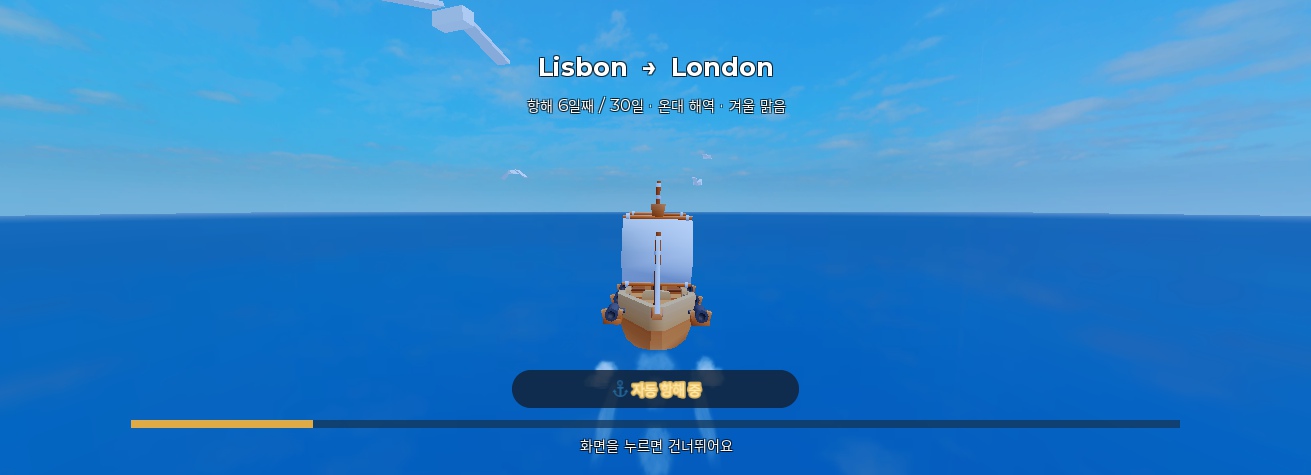 Lisbon → London
항해 6일째 / 30일 · 온대 해역 · 겨울 맑음
⚓ 자동 항해 중
화면을 누르면 건너뛰어요